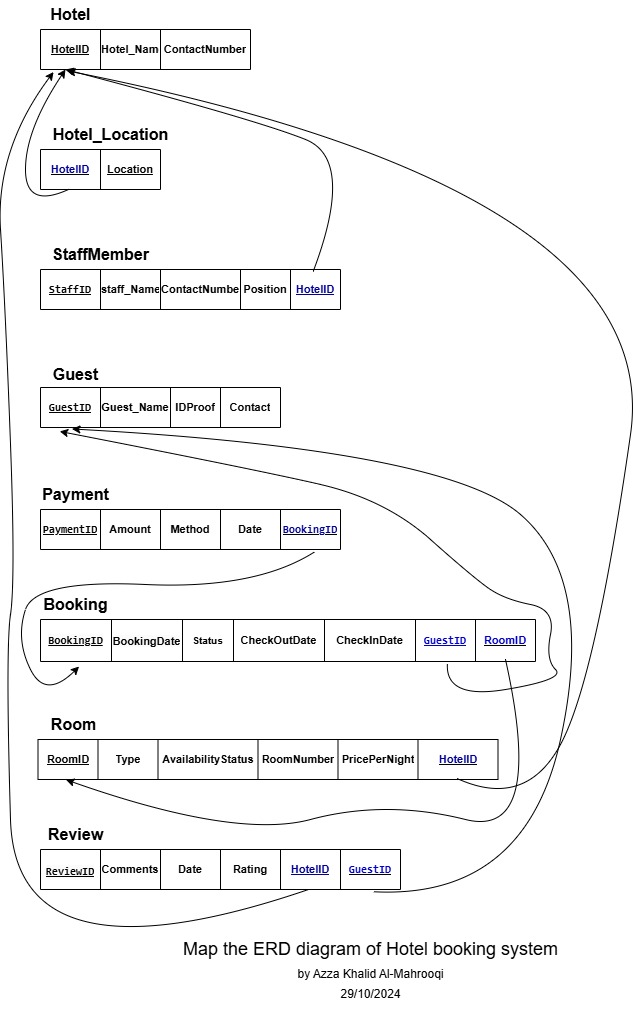 Hotel
HotelID Hotel_Nam ContactNumber
Hotel_Location
HotelID Location
StaffMember
StaffID staff_Name ContactNumbe Position HotelID
Guest
GuestID Guest_Name IDProof Contact
Payment
PaymentID Amount Method Date BookingID
Booking
BookingID BookingDate Status CheckOutDate CheckInDate GuestID RoomID
Room
RoomID Type AvailabilityStatus RoomNumber PricePerNight HotelID
Review
ReviewID Comments Date Rating HotelID GuestID
Map the ERD diagram of Hotel booking system
by Azza Khalid Al-Mahrooqi
29/10/2024